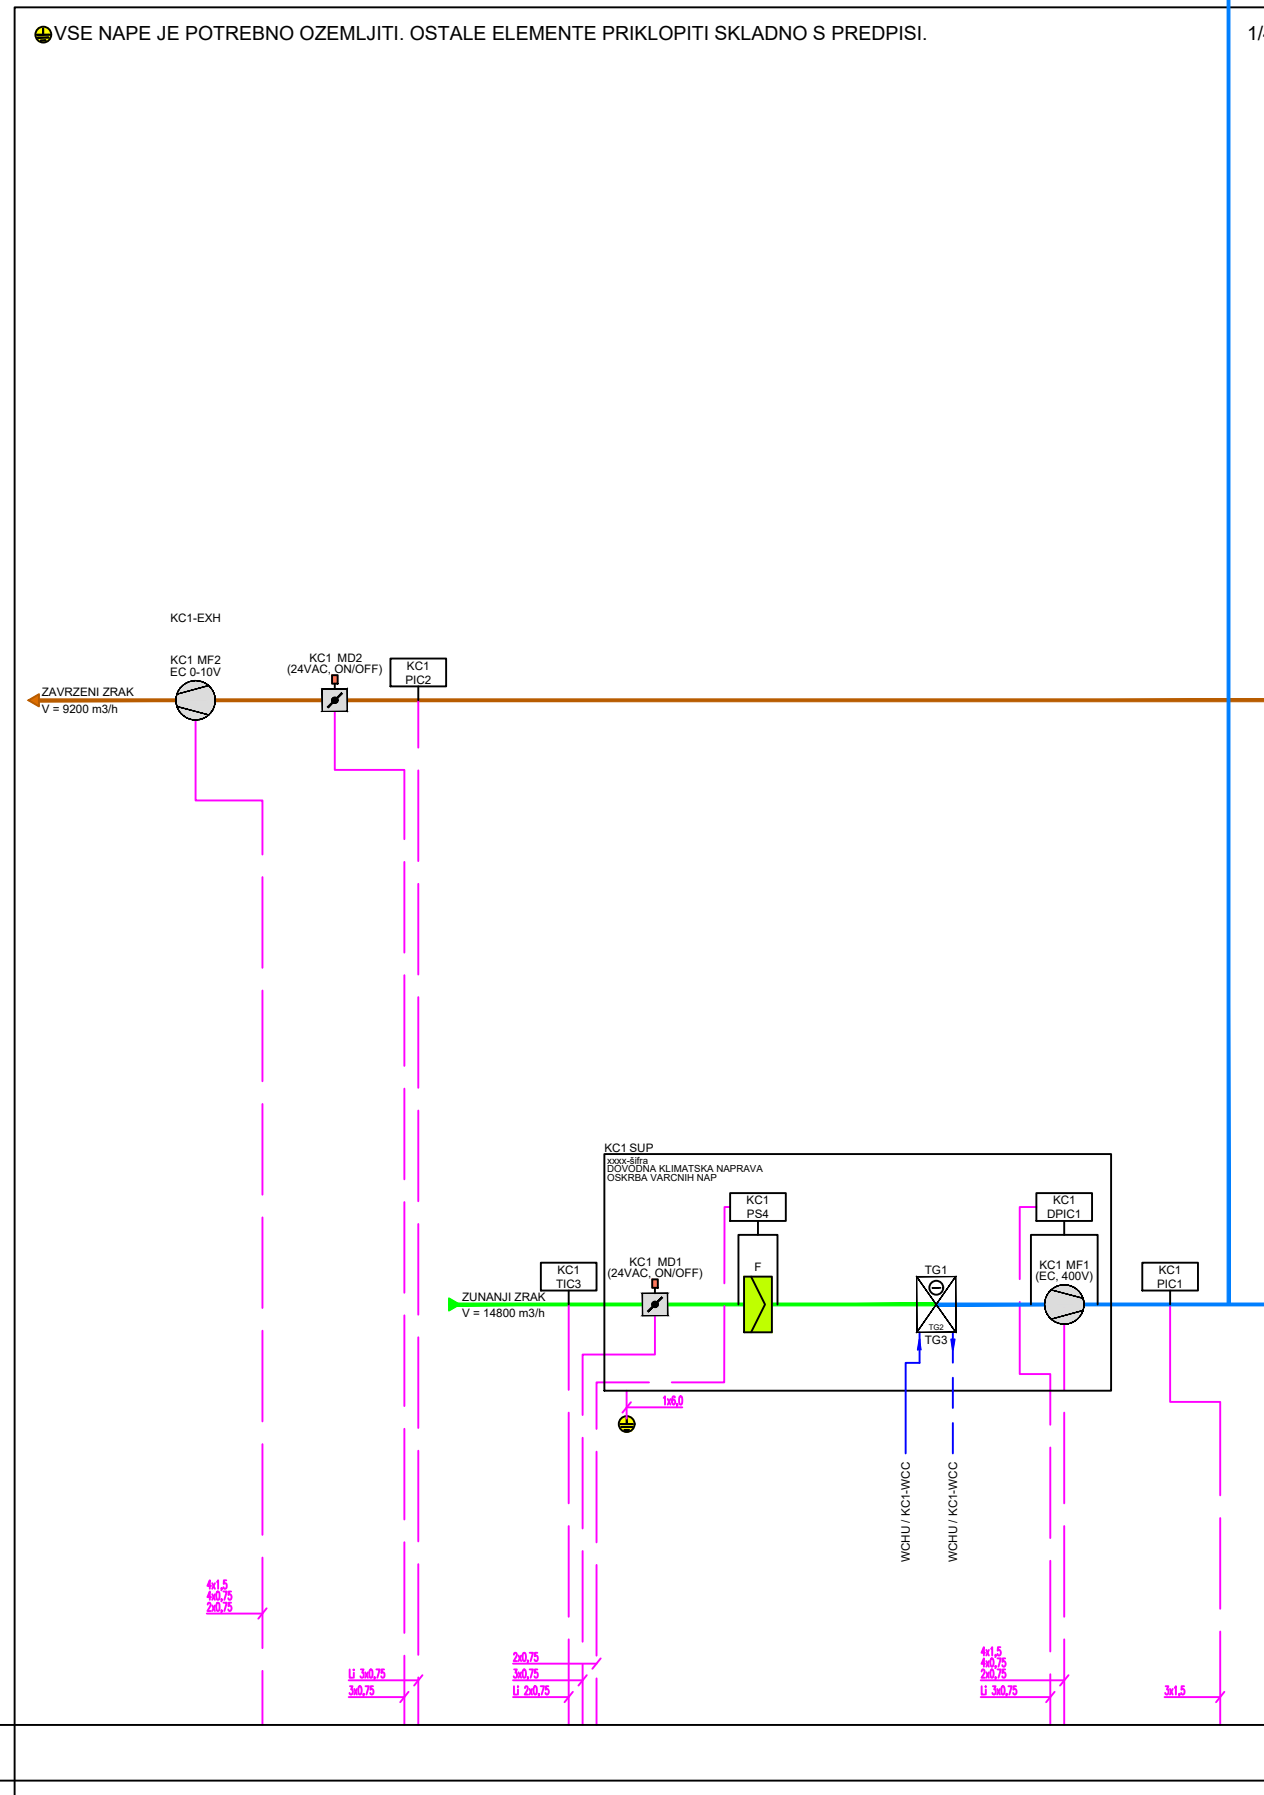 VSE NAPE JE POTREBNO OZEMLJITI. OSTALE ELEMENTE PRIKLOPITI SKLADNO S PREDPISI.
KC1-EXH
KC1 MF2
EC 0-10V
KC1 MD2
(24VAC, ON/OFF)
KC1
PIC2
ZAVRZENI ZRAK
V = 9200 m3/h
KC1 SUP
xxxx-šifra
DOVODNA KLIMATSKA NAPRAVA
OSKRBA VARCNIH NAP
KC1
PS4
KC1
DPIC1
KC1
TIC3
KC1 MD1
(24VAC, ON/OFF)
F
TG1
TG2
TG3
KC1 MF1
(EC, 400V)
KC1
PIC1
ZUNANJI ZRAK
V = 14800 m3/h
1x6,0
WCHU / KC1-WCC
WCHU / KC1-WCC
4x1,5
4x0,75
2x0,75
Li 3x0,75
3x0,75
2x0,75
3x0,75
Li 2x0,75
4x1,5
4x0,75
2x0,75
Li 3x0,75
3x1,5